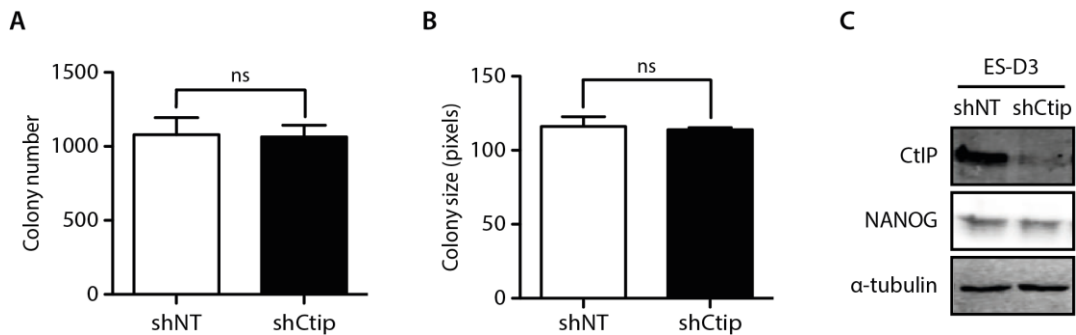 A
Colony number
1500
1000
500
0
ns
shNT
shCtip
B
Colony size (pixels)
150
100
50
0
ns
shNT
shCtip
C
ES-D3
shNT shCtip
CtIP
NANOG
α-tubulin